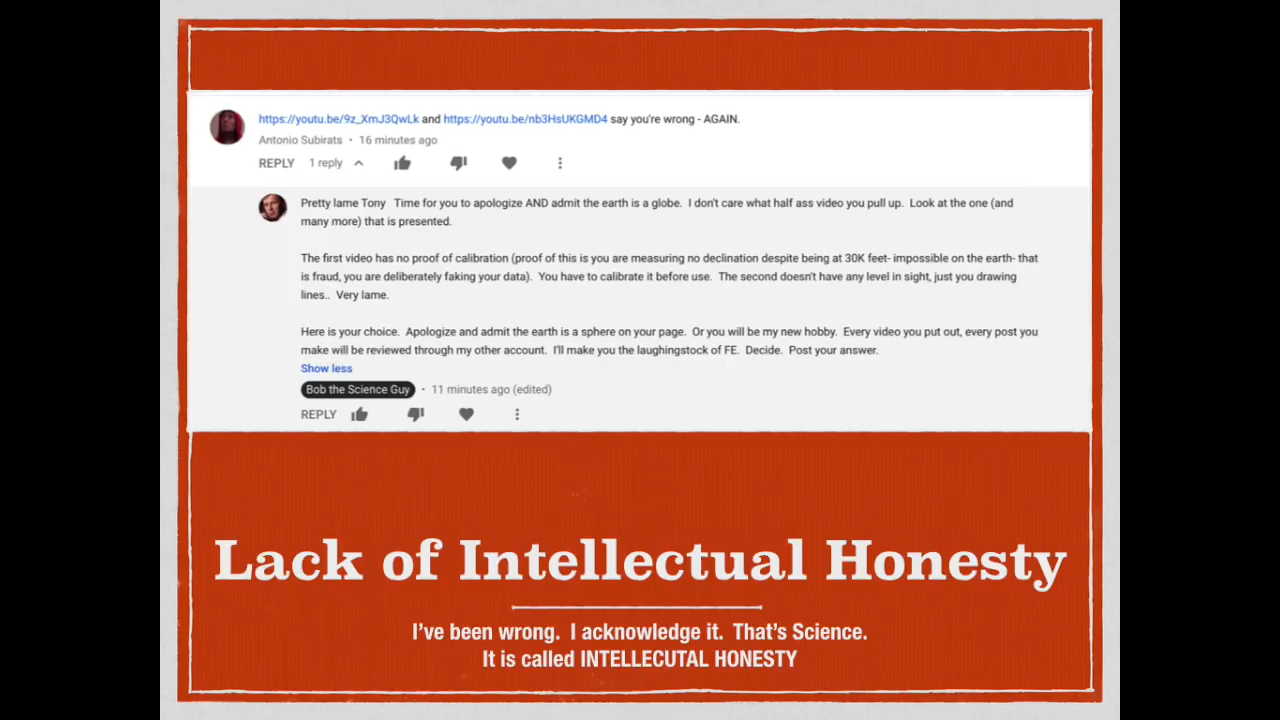 https://youtu.be/9z_XmJ3QwLk and https://youtu.be/nb3HsUKGMD4 say you're wrong - AGAIN.
Antonio Subirats • 16 minutes ago
REPLY 1 reply
Pretty lame Tony Time for you to apologize AND admit the earth is a globe. I don't care what half ass video you pull up. Look at the one (and
many more) that is presented.
The first video has no proof of calibration (proof of this is you are measuring no declination despite being at 30K feet- impossible on the earth- that
is fraud, you are deliberately faking your data). You have to calibrate it before use. The second doesn't have any level in sight, just you drawing
lines.. Very lame.
Here is your choice. Apologize and admit the earth is a sphere on your page. Or you will be my new hobby. Every video you put out, every post you
make will be reviewed through my other account. I'll make you the laughingstock of FE. Decide. Post your answer.
Show less
Bob the Science Guy • 11 minutes ago (edited)
REPLY
Lack of Intellectual Honesty
I've been wrong. I acknowledge it. That's Science.
It is called INTELLECUTAL HONESTY